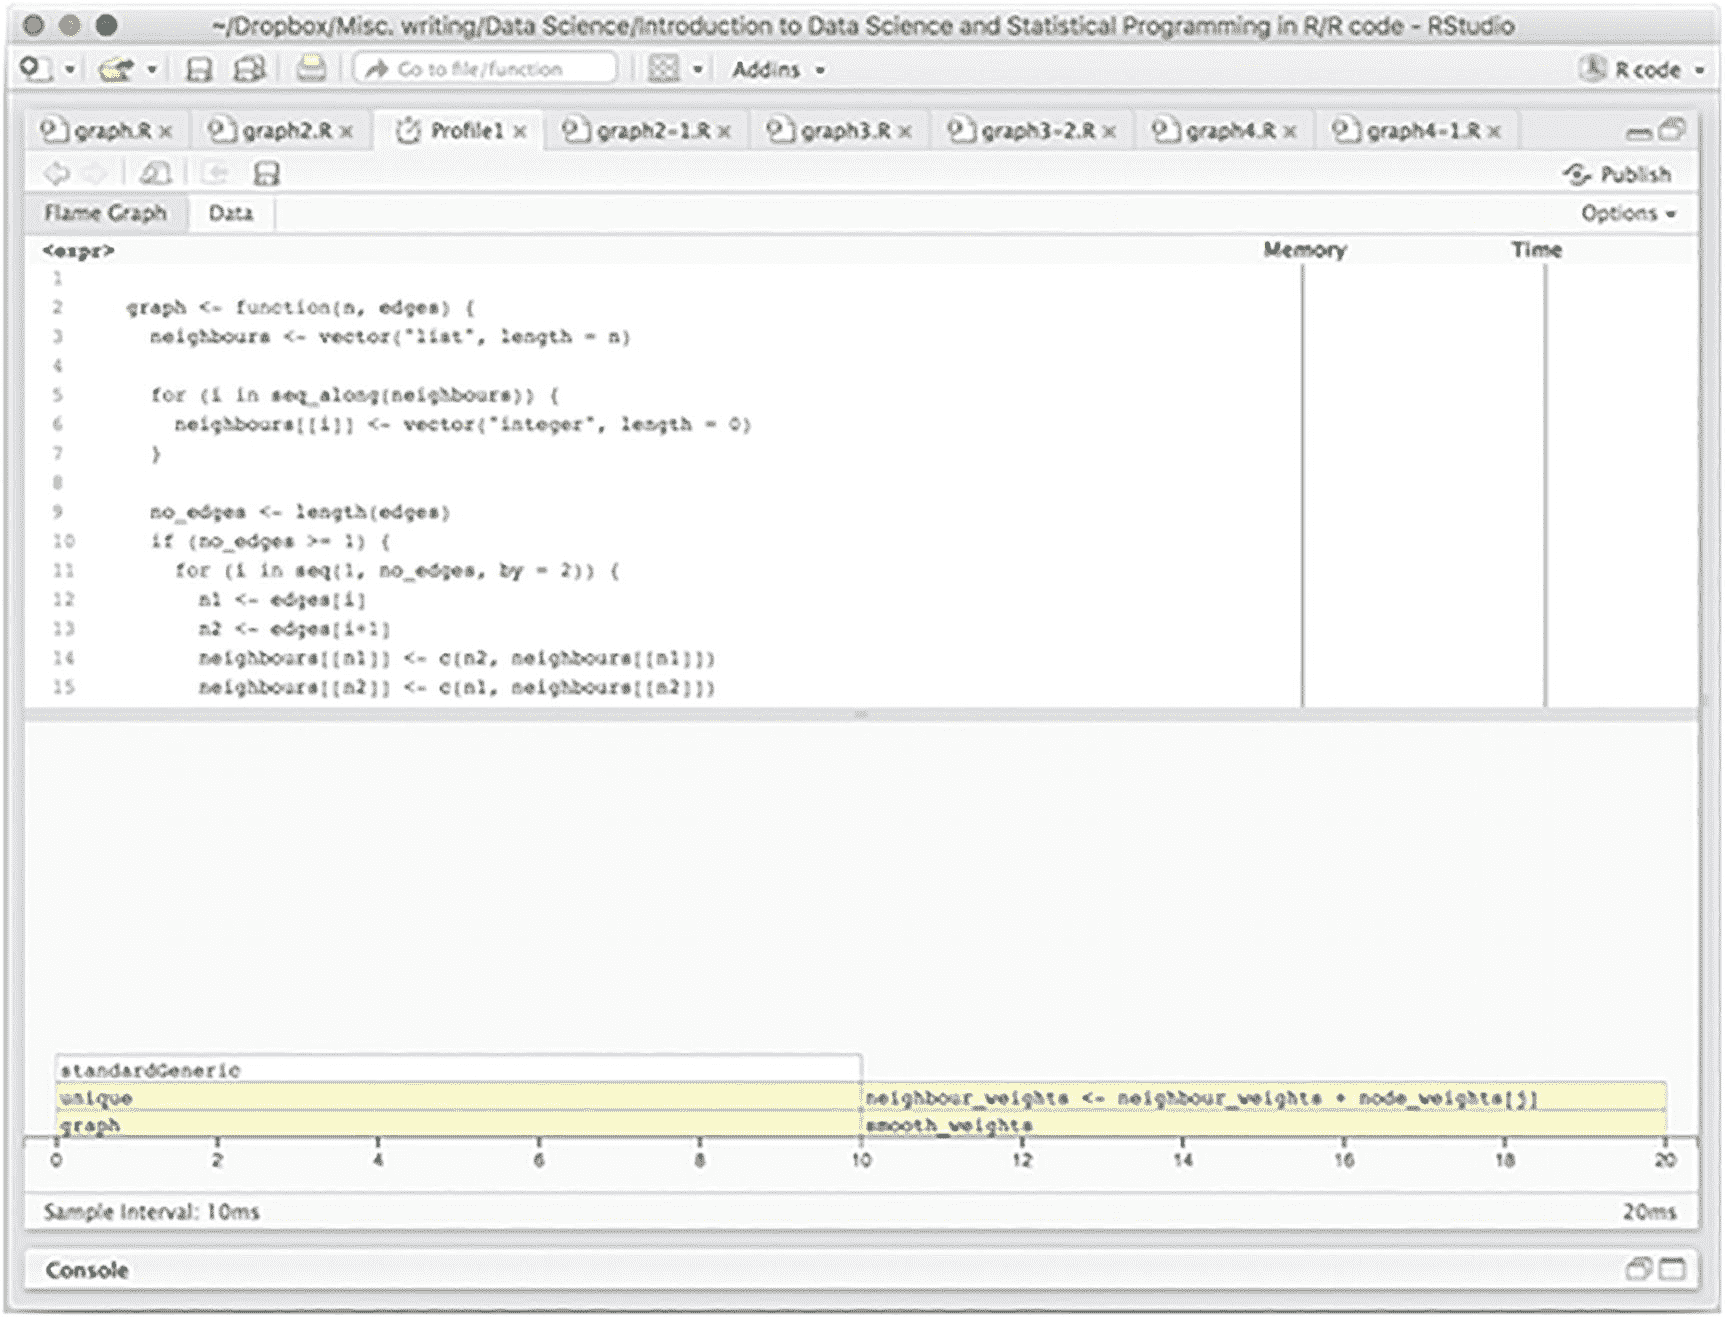 ~/Dropbox/Misc. writing/Data Science/Introduction to Data Science and Statistical Programming in R/R code - RStudio
Go to file/function Addins R code
graph.R graph2.R Profile1 graph2-1.R graph3.R graph3-2.R graph4.R graph4-1.R
Publish
Flame Graph Data Options
<expr> Memory Time
1
2 graph <- function(n, edges) {
3 neighbours <- vector("list", length = n)
4
5 for (i in seq_along(neighbours)) {
6 neighbours[[i]] <- vector("integer", length = 0)
7 }
8
9 no_edges <- length(edges)
10 if (no_edges >= 1) {
11 for (i in seq(1, no_edges, by = 2)) {
12 n1 <- edges[i]
13 n2 <- edges[i+1]
14 neighbours[[n1]] <- c(n2, neighbours[[n1]])
15 neighbours[[n2]] <- c(n1, neighbours[[n2]])
standardGeneric
unique neighbour_weights <- neighbour_weights + node_weights[j]
graph smooth_weights
0 2 4 6 8 10 12 14 16 18 20
Sample Interval: 10ms 20ms
Console